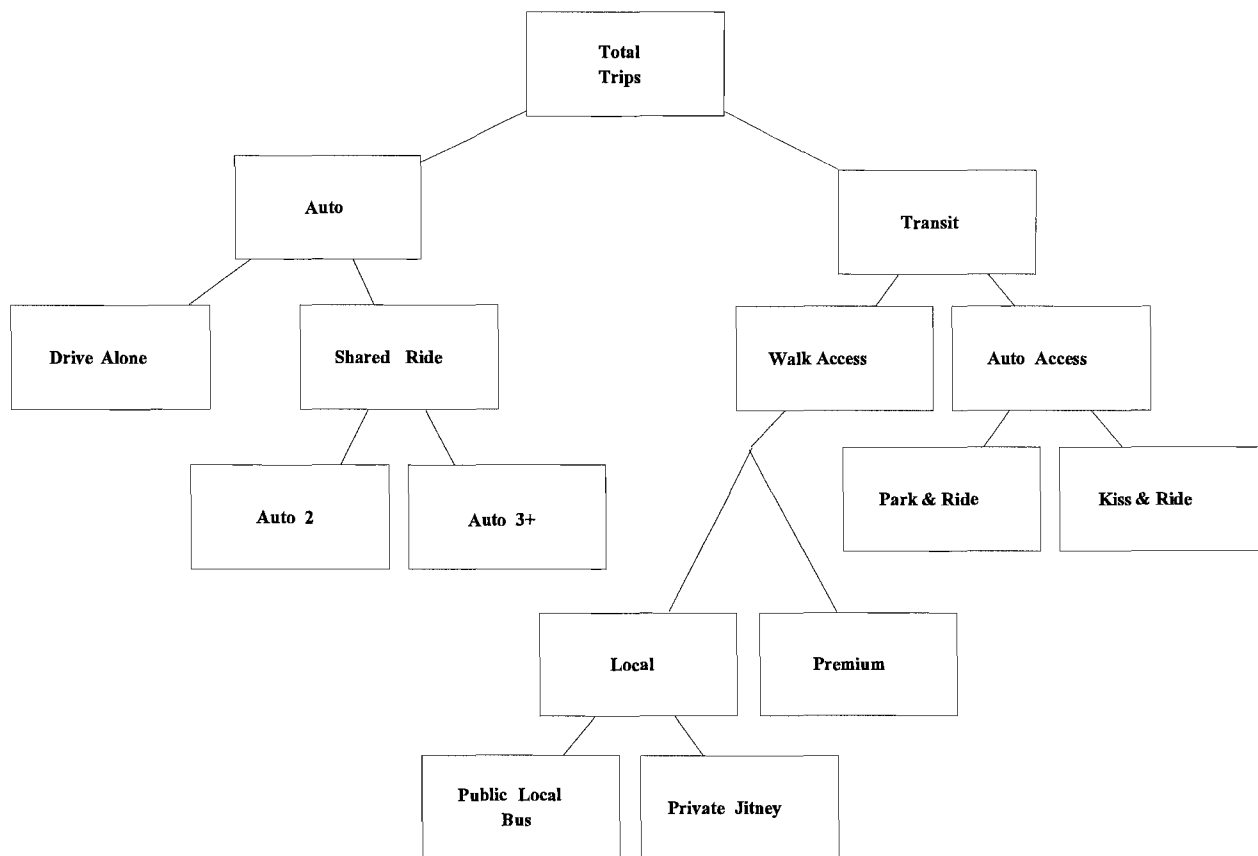 Total
Trips
Auto
Transit
Drive Alone
Shared Ride
Walk Access
Auto Access
Auto 2
Auto 3+
Park & Ride
Kiss & Ride
Local
Premium
Public Local
Bus
Private Jitney